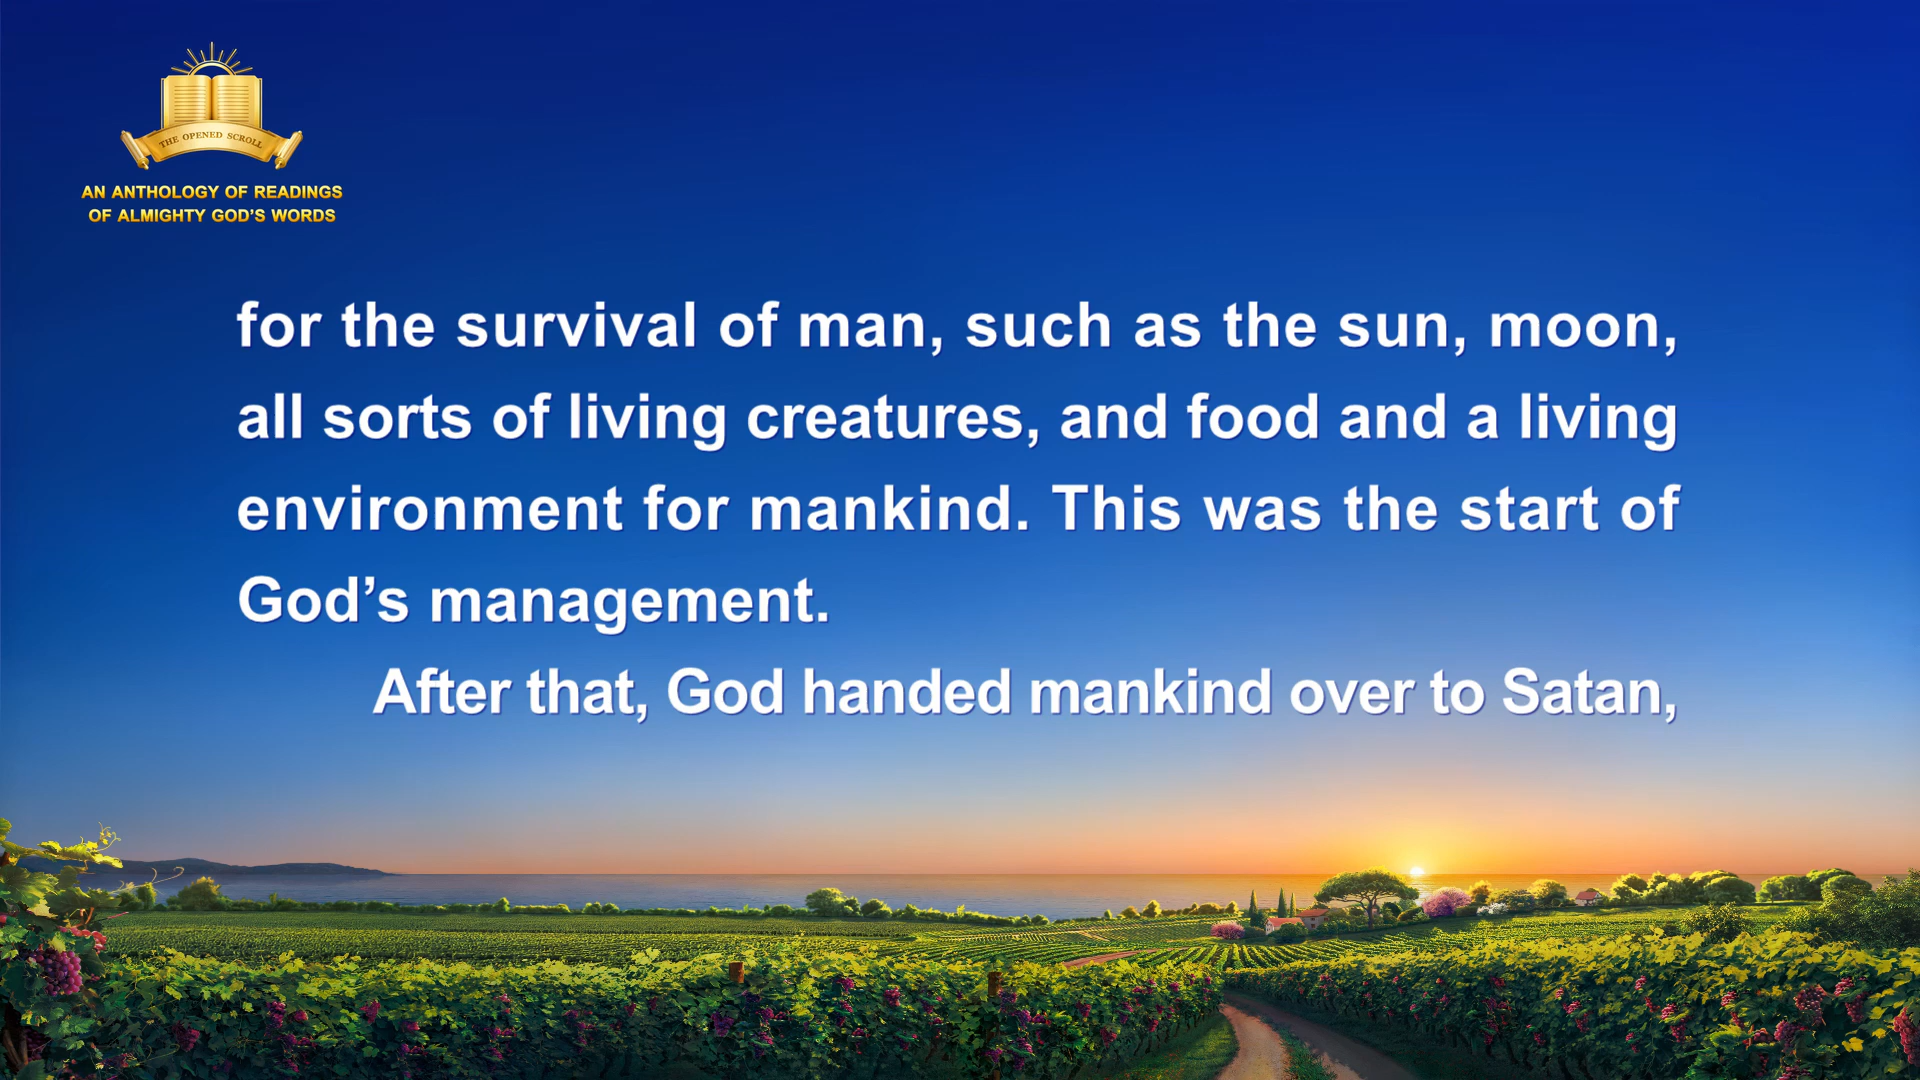 THE OPENED SCROLL
AN ANTHOLOGY OF READINGS
OF ALMIGHTY GOD’S WORDS
for the survival of man, such as the sun, moon,
all sorts of living creatures, and food and a living
environment for mankind. This was the start of
God’s management.
After that, God handed mankind over to Satan,